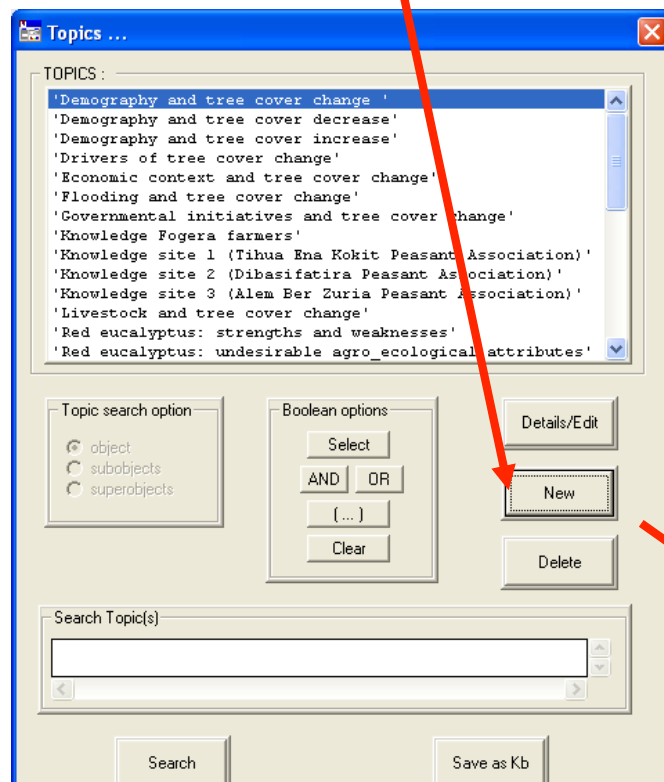 Topics ...
TOPICS :
'Demography and tree cover change '
'Demography and tree cover decrease'
'Demography and tree cover increase'
'Drivers of tree cover change'
'Economic context and tree cover change'
'Flooding and tree cover change'
'Governmental initiatives and tree cover change'
'Knowledge Fogera farmers'
'Knowledge site 1 (Tihua Ena Kokit Peasant Association)'
'Knowledge site 2 (Dibasifatira Peasant Association)'
'Knowledge site 3 (Alem Ber Zuria Peasant Association)'
'Livestock and tree cover change'
'Red eucalyptus: strengths and weaknesses'
'Red eucalyptus: undesirable agro_ecological attributes'
Topic search option
object
subobjects
superobjects
Boolean options
Select
AND OR
(...)
Clear
Details/Edit
New
Delete
Search Topic(s)
Search
Save as Kb